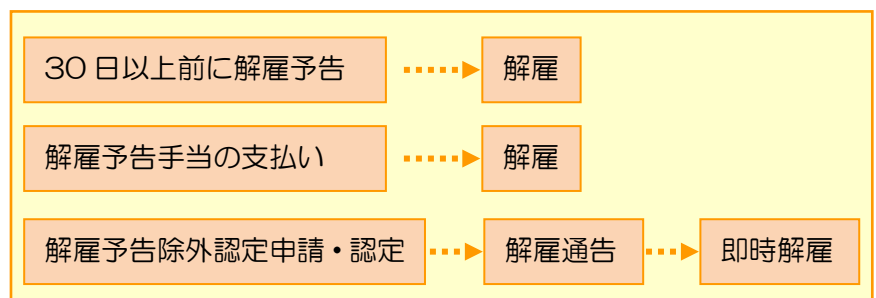 30日以上前に解雇予告
解雇
解雇予告手当の支払い
解雇
解雇予告除外認定申請・認定
解雇通告
即時解雇